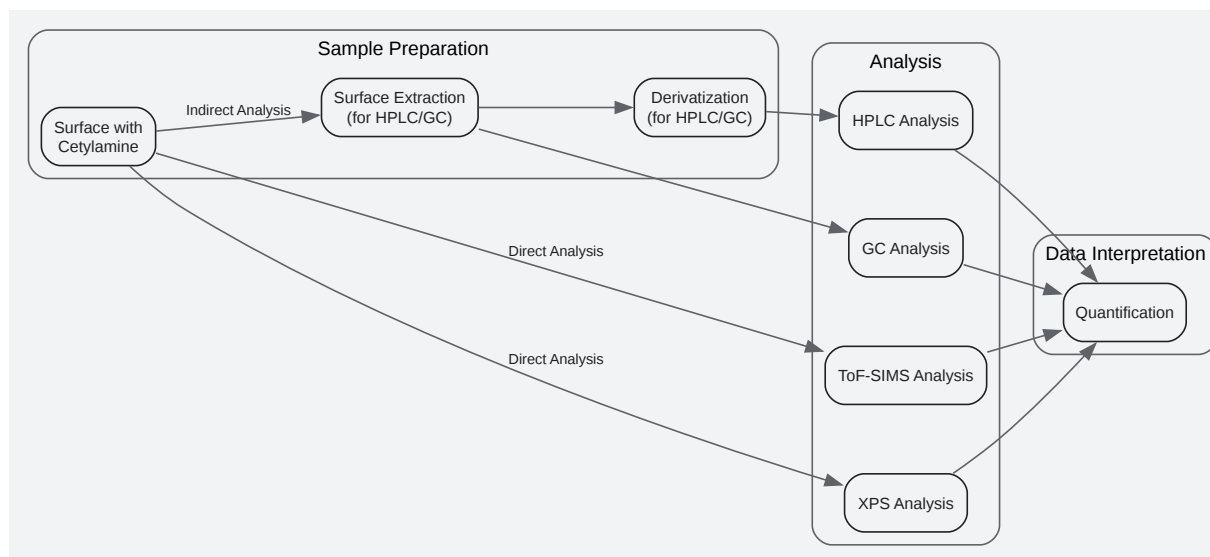 Sample Preparation
Surface with
Cetylamine
Indirect Analysis
Surface Extraction
(for HPLC/GC)
Derivatization
(for HPLC/GC)
Direct Analysis
Direct Analysis
Analysis
HPLC Analysis
GC Analysis
ToF-SIMS Analysis
XPS Analysis
Data Interpretation
Quantification